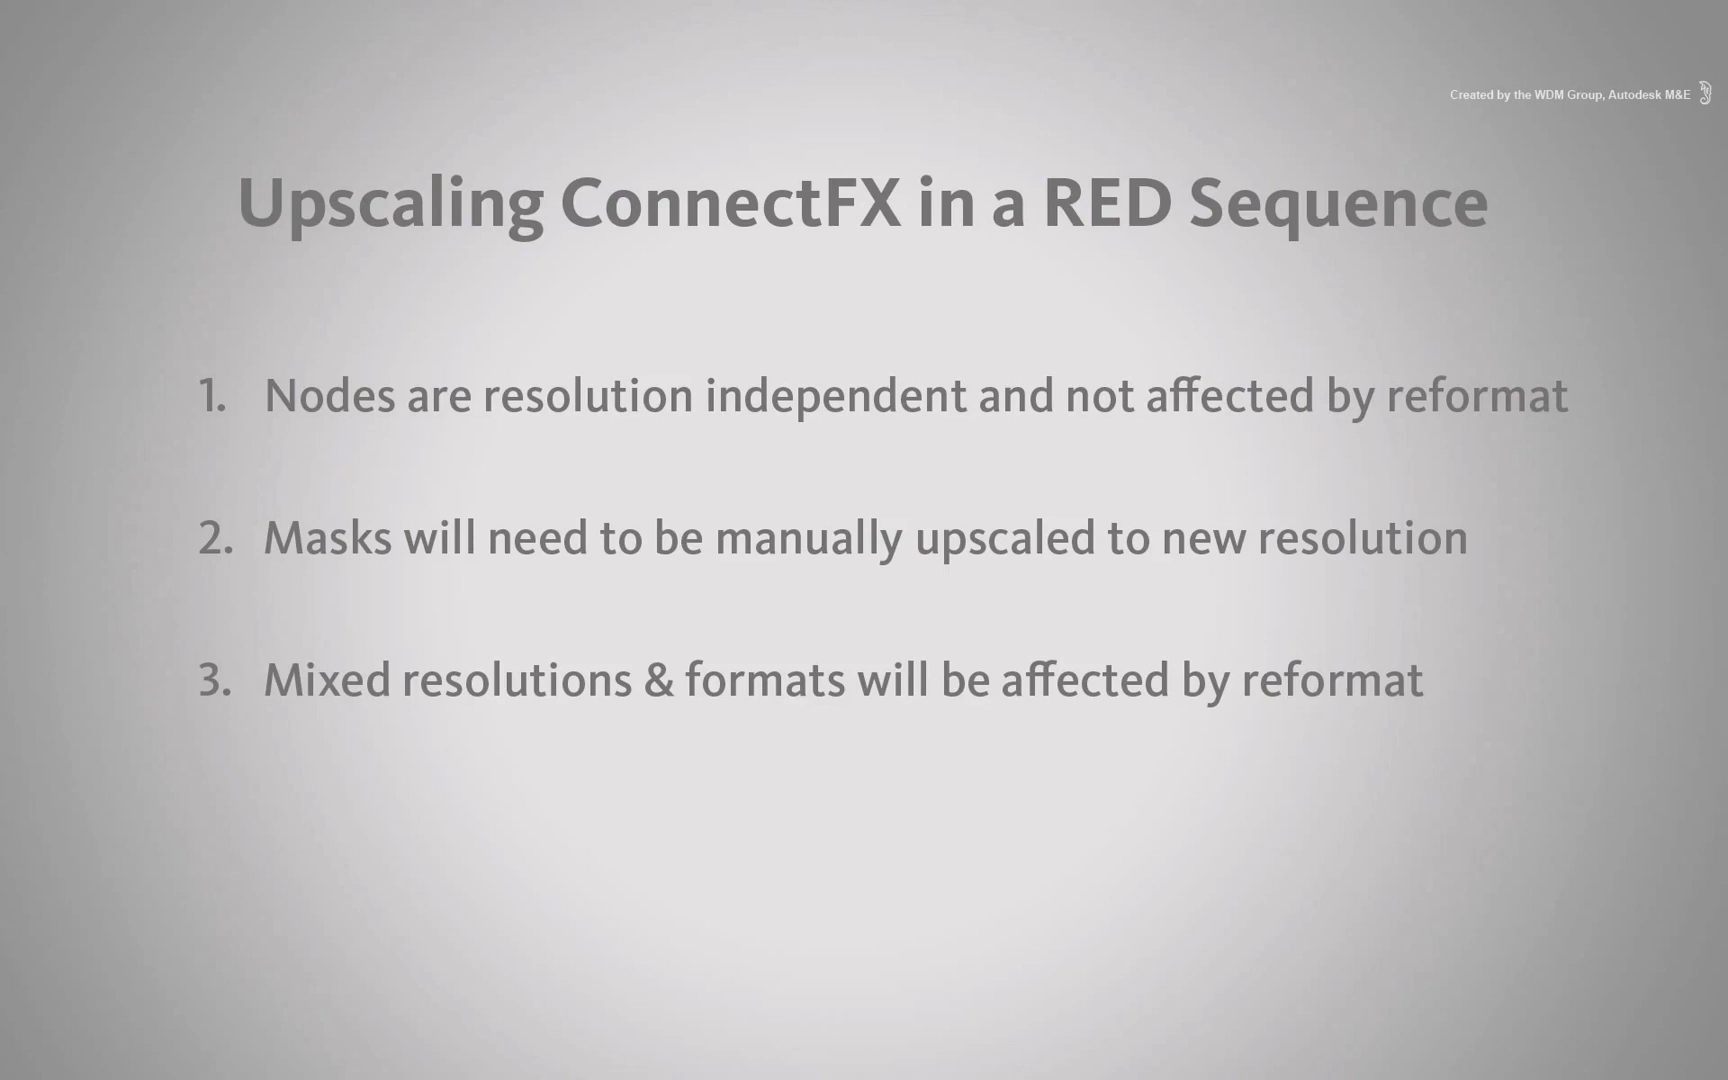 Created by the WDM Group, Autodesk M&E
Upscaling ConnectFX in a RED Sequence
1. Nodes are resolution independent and not affected by reformat
2. Masks will need to be manually upscaled to new resolution
3. Mixed resolutions & formats will be affected by reformat